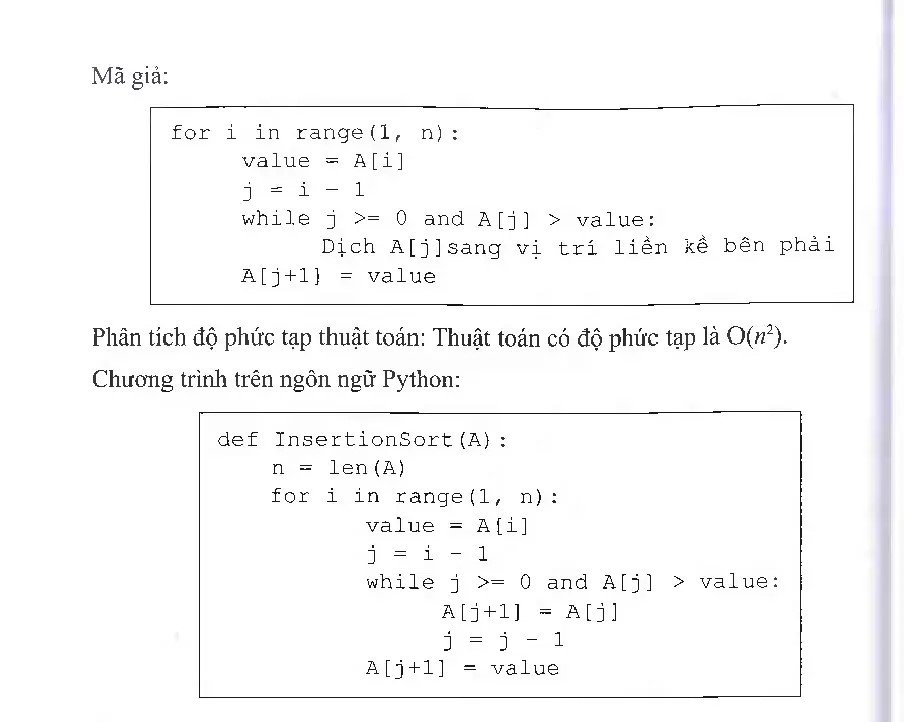 Mã giả:
for i in range(1, n):
value = A[i]
j = i - 1
while j >= 0 and A[j] > value:
Dịch A[j]sang vị trí liền kề bên phải
A[j+1] = value
Phân tích độ phức tạp thuật toán: Thuật toán có độ phức tạp là O(n²).
Chương trình trên ngôn ngữ Python:
def InsertionSort(A):
n = len(A)
for i in range(1, n):
value = A[i]
j = i - 1
while j >= 0 and A[j] > value:
A[j+1] = A[j]
j = j - 1
A[j+1] = value